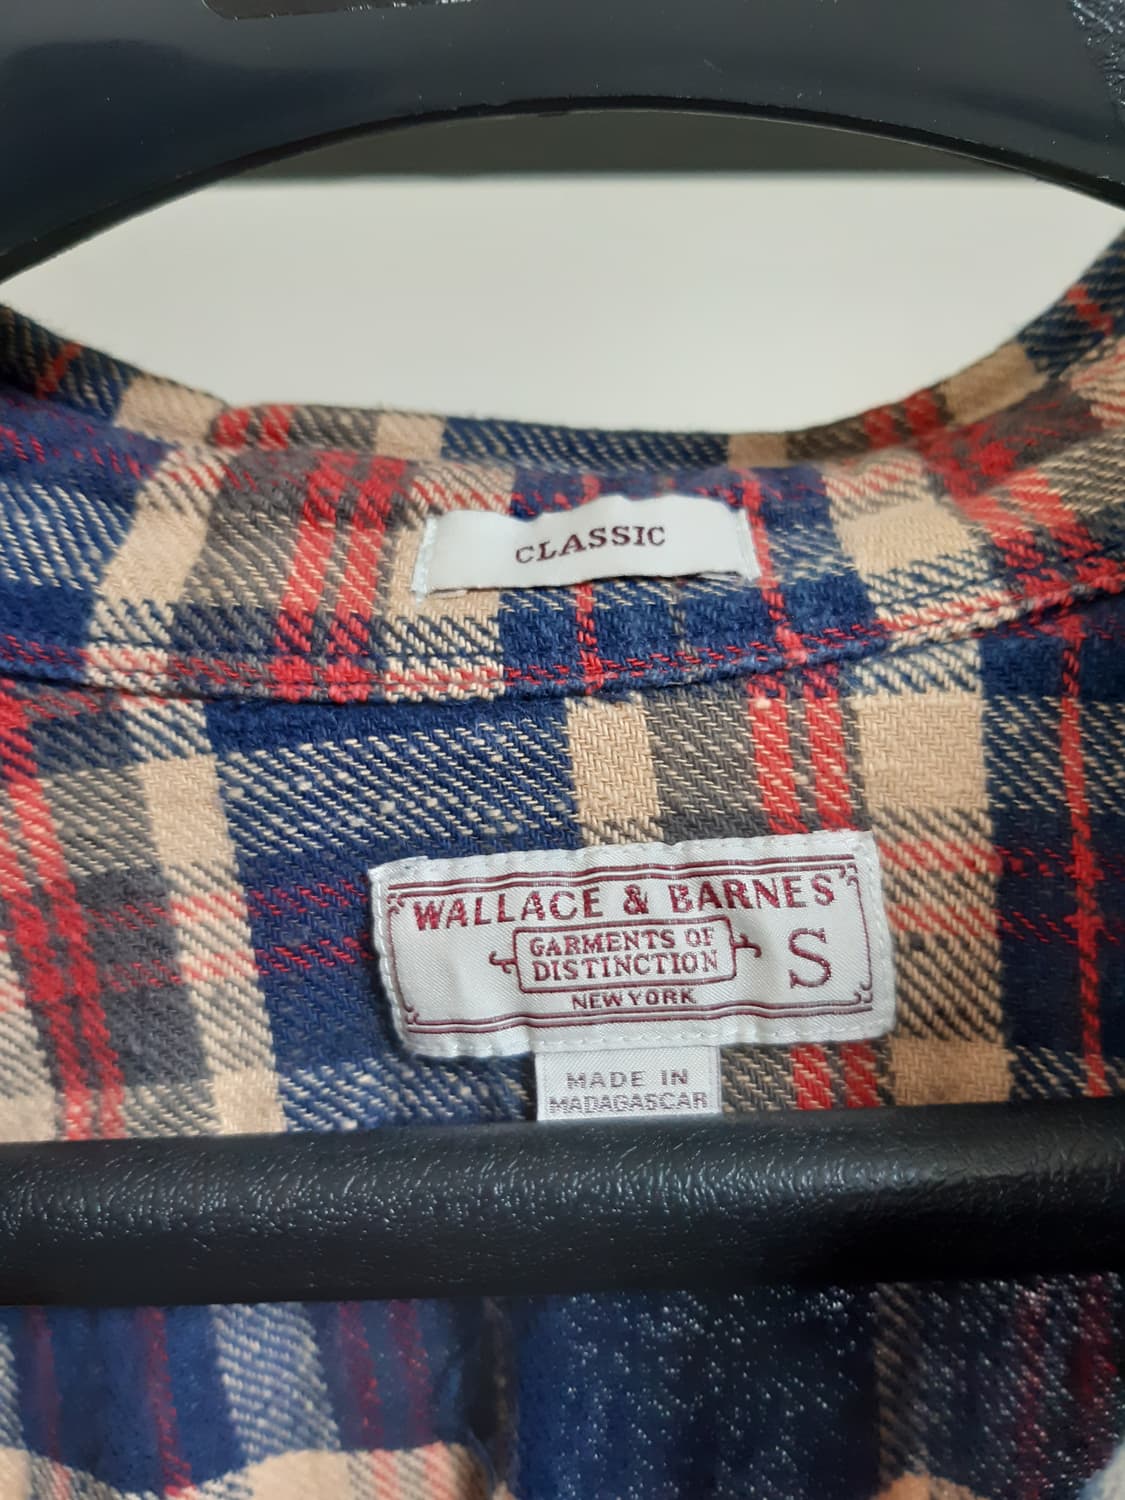 CLASSIC
WALLACE & BARNES
GARMENTS OF
DISTINCTION
NEW YORK
S
MADE IN
MADAGASCAR